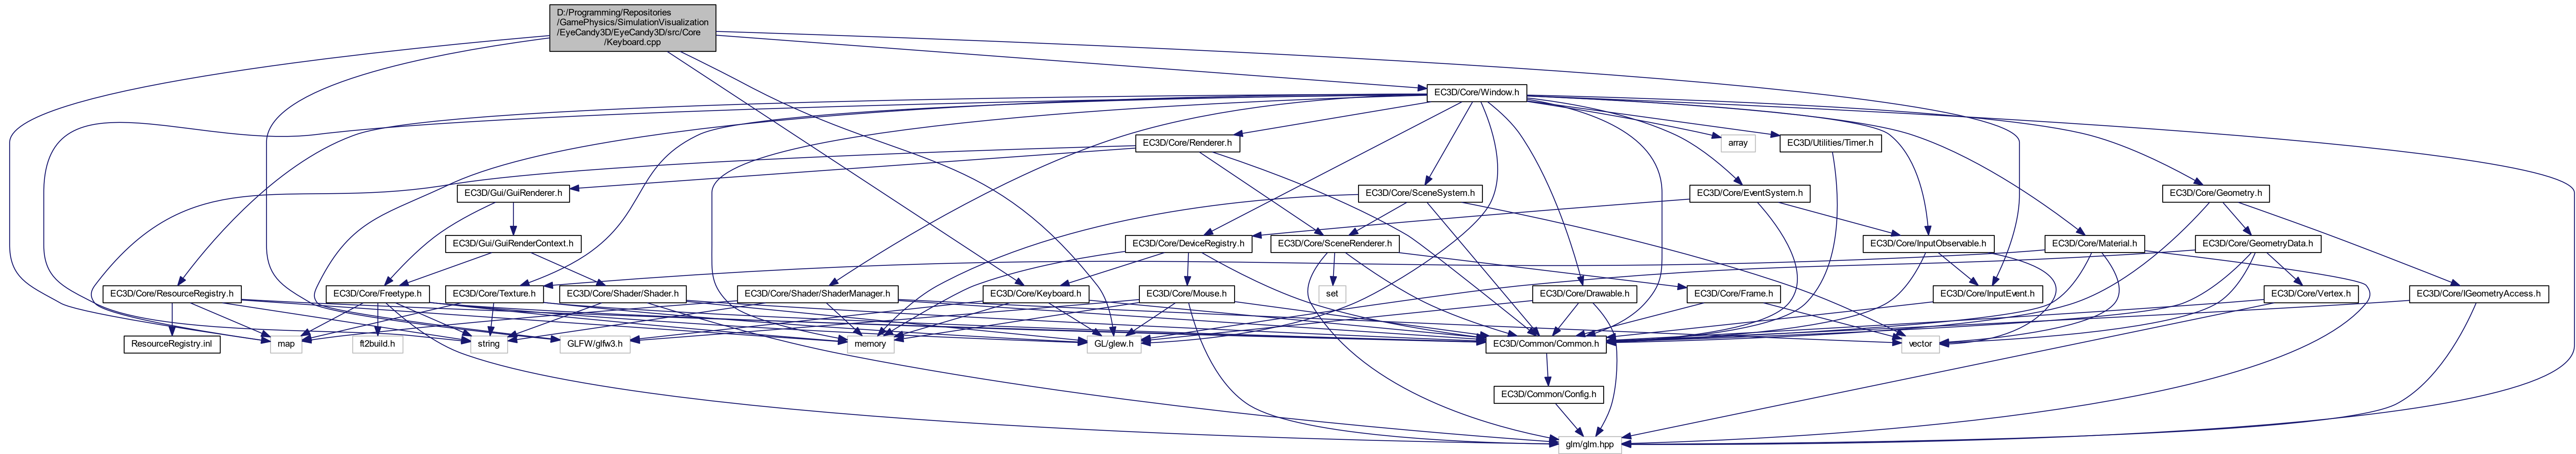 D:/Programming/Repositories
/GamePhysics/SimulationVisualization
/EyeCandy3D/EyeCandy3D/src/Core
/Keyboard.cpp
EC3D/Core/Window.h
EC3D/Core/Renderer.h
array
EC3D/Utilities/Timer.h
EC3D/Gui/GuiRenderer.h
EC3D/Core/SceneSystem.h
EC3D/Core/EventSystem.h
EC3D/Core/Geometry.h
EC3D/Gui/GuiRenderContext.h
EC3D/Core/DeviceRegistry.h
EC3D/Core/SceneRenderer.h
EC3D/Core/InputObservable.h
EC3D/Core/Material.h
EC3D/Core/GeometryData.h
EC3D/Core/ResourceRegistry.h
EC3D/Core/Freetype.h
EC3D/Core/Texture.h
EC3D/Core/Shader/Shader.h
EC3D/Core/Shader/ShaderManager.h
EC3D/Core/Keyboard.h
EC3D/Core/Mouse.h
set
EC3D/Core/Drawable.h
EC3D/Core/Frame.h
EC3D/Core/InputEvent.h
EC3D/Core/Vertex.h
EC3D/Core/IGeometryAccess.h
ResourceRegistry.inl
map
ft2build.h
string
GLFW/glfw3.h
memory
GL/glew.h
EC3D/Common/Common.h
vector
EC3D/Common/Config.h
glm/glm.hpp